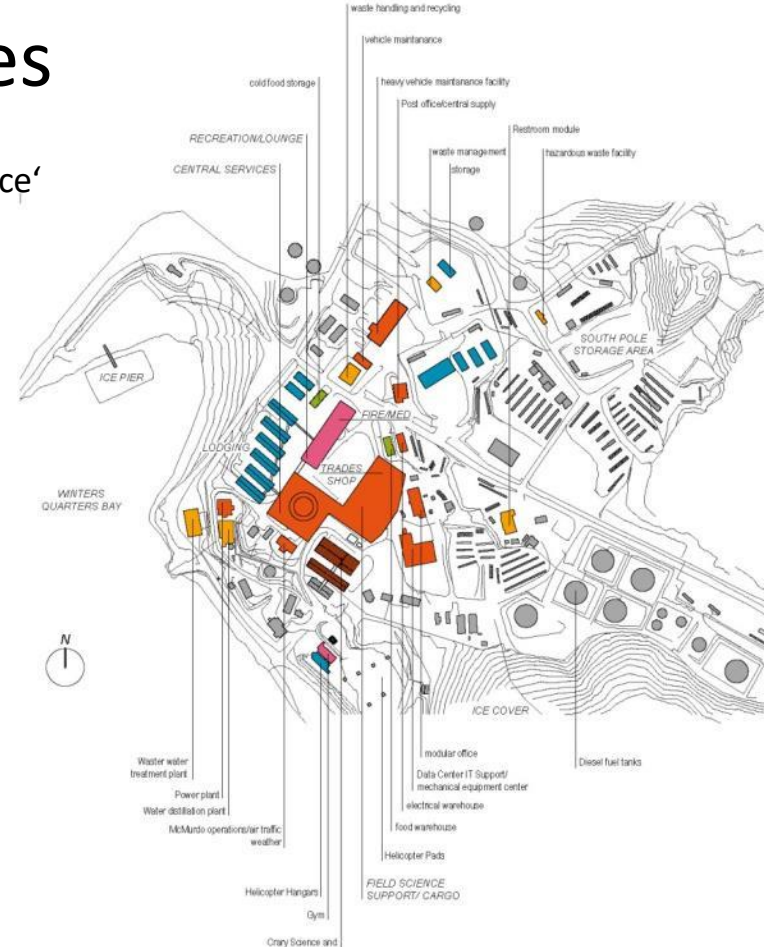 es
ce‘
waste handling and recycling
vehicle maintanance
cold food storage
heavy vehicle maintanance facility
Post office/central supply
RECREATION/LOUNGE
Restroom module
CENTRAL SERVICES
waste management
hazardous waste facility
storage
SOUTH POLE
STORAGE AREA
ICE PIER
FIRE/MED
LODGING
TRADES
SHOP
WINTERS
QUARTERS BAY
N
ICE COVER
modular office
Waster water
treatment plant
Diesel fuel tanks
Data Center IT Support/
mechanical equipment center
Power plant
electrical warehouse
Water distillation plant
McMurdo operations/air traffic
weather
food warehouse
Helicopter Pads
FIELD SCIENCE
SUPPORT/ CARGO
Helicopter Hangars
Gym
Crary Science and